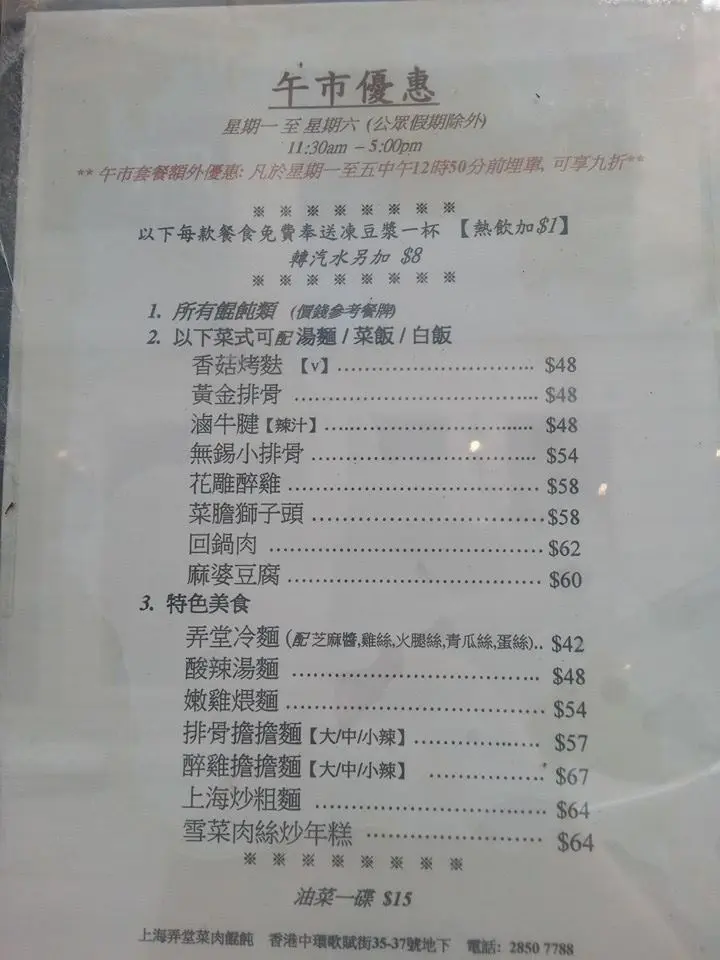 午市優惠
星期一 至 星期六 (公眾假期除外)
11:30am – 5:00pm
** 午市套餐額外優惠: 凡於星期一至五中午12時50分前埋單, 可享九折**
※ ※ ※ ※ ※ ※ ※ ※
以下每款餐食免費奉送凍豆漿一杯 【熱飲加$1】
轉汽水另加 $8
※ ※ ※ ※ ※ ※ ※ ※
1. 所有餛飩類 (價錢參考餐牌)
2. 以下菜式可配湯麵 / 菜飯 / 白飯
香菇烤麩 【v】........................... $48
黃金排骨 ................................. $48
滷牛腱【辣汁】............................ $48
無錫小排骨 .............................. $54
花雕醉雞 ................................. $58
菜膽獅子頭 .............................. $58
回鍋肉 .................................... $62
麻婆豆腐 ................................. $60
3. 特色美食
弄堂冷麵 (配芝麻醬,雞絲,火腿絲,青瓜絲,蛋絲).. $42
酸辣湯麵 ................................. $48
嫩雞煨麵 ................................. $54
排骨擔擔麵【大/中/小辣】................. $57
醉雞擔擔麵【大/中/小辣】 ............... $67
上海炒粗麵 .............................. $64
雪菜肉絲炒年糕 ........................ $64
※ ※ ※ ※ ※ ※ ※ ※
油菜一碟 $15
上海弄堂菜肉餛飩 香港中環歌賦街35-37號地下 電話: 2850 7788